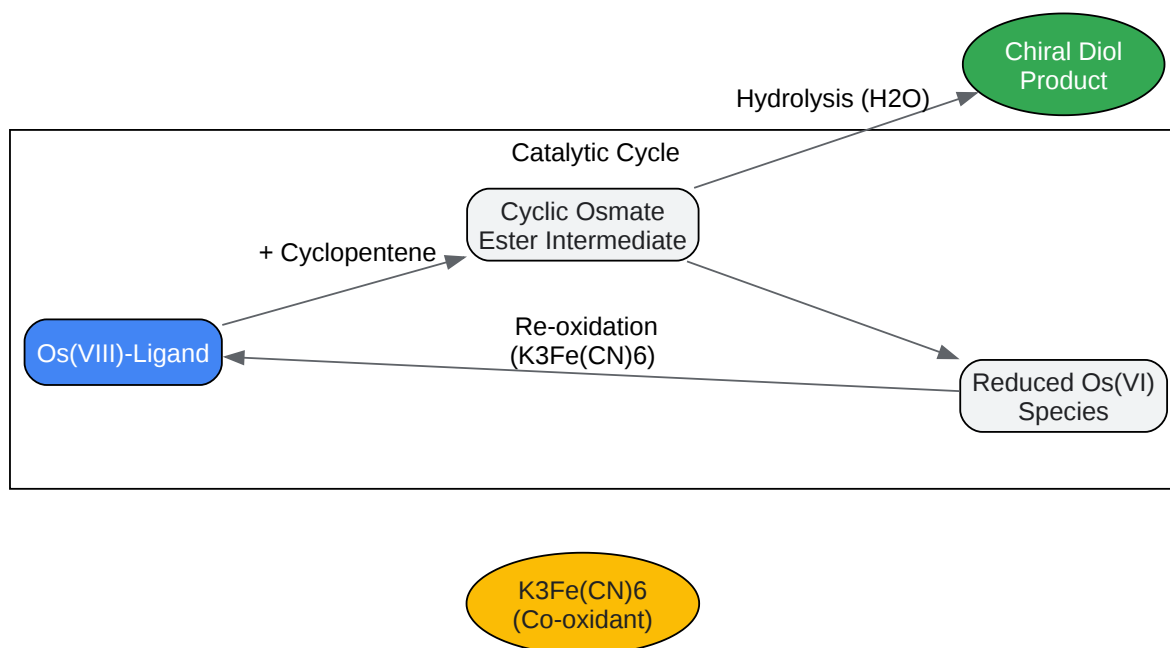 Chiral Diol
Product
Hydrolysis (H2O)
Catalytic Cycle
Cyclic Osmate
Ester Intermediate
+ Cyclopentene
Re-oxidation
(K3Fe(CN)6)
Os(VIII)-Ligand
Reduced Os(VI)
Species
K3Fe(CN)6
(Co-oxidant)